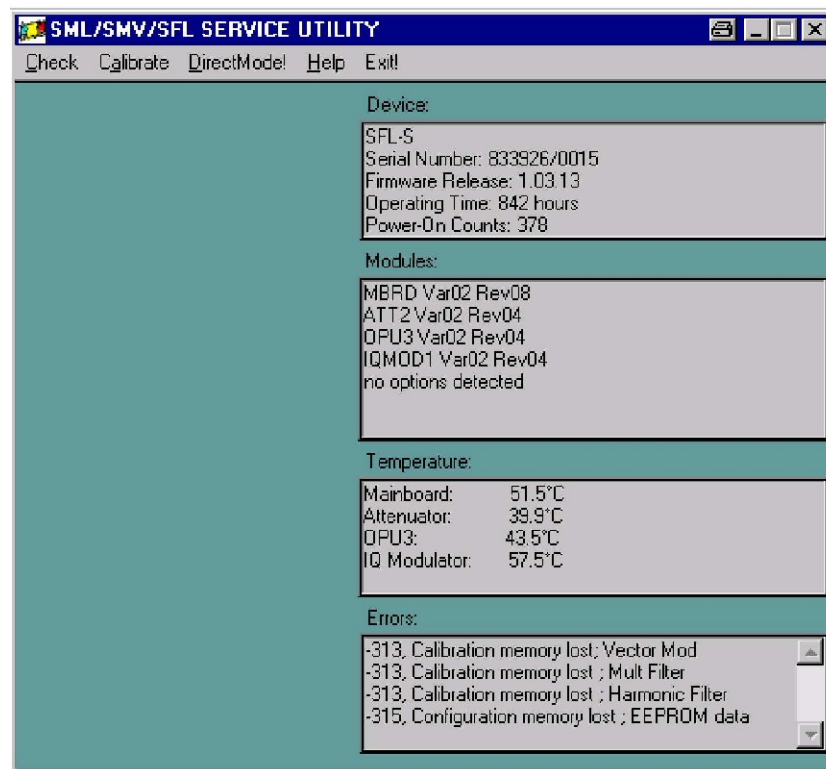 SML/SMV/SFL SERVICE UTILITY
Check Calibrate DirectMode! Help Exit!
Device:
SFL-S
Serial Number: 833926/0015
Firmware Release: 1.03.13
Operating Time: 842 hours
Power-On Counts: 378
Modules:
MBRD Var02 Rev08
ATT2 Var02 Rev04
OPU3 Var02 Rev04
IQMOD1 Var02 Rev04
no options detected
Temperature:
Mainboard: 51.5°C
Attenuator: 39.9°C
OPU3: 43.5°C
IQ Modulator: 57.5°C
Errors:
-313, Calibration memory lost; Vector Mod
-313, Calibration memory lost ; Mult Filter
-313, Calibration memory lost ; Harmonic Filter
-315, Configuration memory lost ; EEPROM data